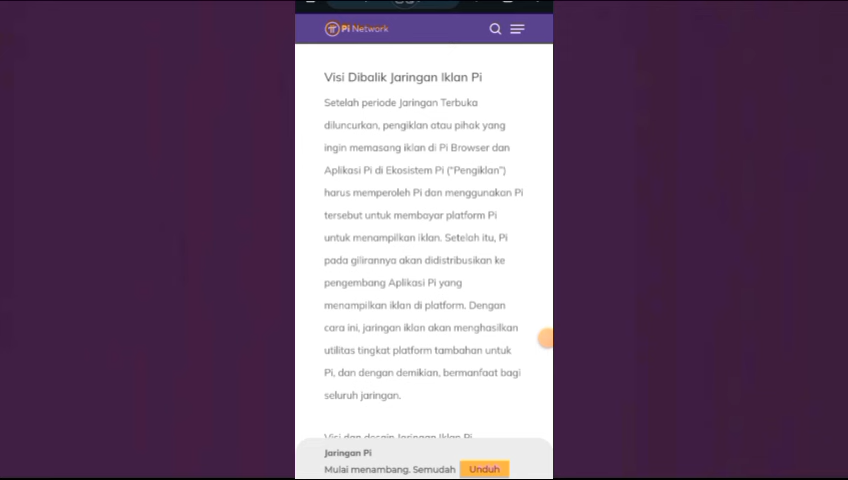 Pi Network
Visi Dibalik Jaringan Iklan Pi
Setelah periode Jaringan Terbuka
diluncurkan, pengiklan atau pihak yang
ingin memasang iklan di Pi Browser dan
Aplikasi Pi di Ekosistem Pi (“Pengiklan”)
harus memperoleh Pi dan menggunakan Pi
tersebut untuk membayar platform Pi
untuk menampilkan iklan. Setelah itu, Pi
pada gilirannya akan didistribusikan ke
pengembang Aplikasi Pi yang
menampilkan iklan di platform. Dengan
cara ini, jaringan iklan akan menghasilkan
utilitas tingkat platform tambahan untuk
Pi, dan dengan demikian, bermanfaat bagi
seluruh jaringan.
Visi dan desain Jaringan Iklan Pi
Jaringan Pi
Mulai menambang. Semudah
Unduh